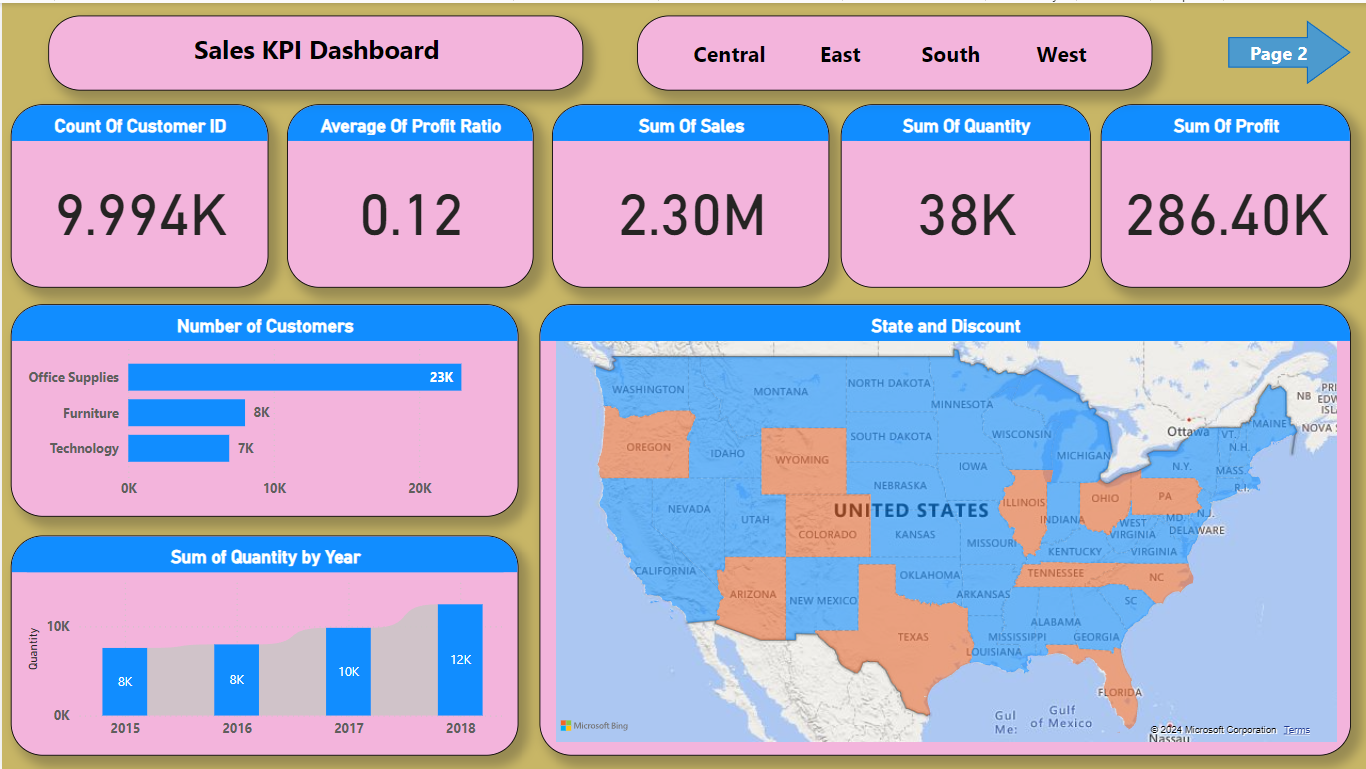 Sales KPI Dashboard
Central East South West
Page 2
Count Of Customer ID
9.994K
Average Of Profit Ratio
0.12
Sum Of Sales
2.30M
Sum Of Quantity
38K
Sum Of Profit
286.40K
Number of Customers
Office Supplies 23K
Furniture 8K
Technology 7K
0K 10K 20K
Sum of Quantity by Year
Quantity
10K
0K
8K 8K 10K 12K
2015 2016 2017 2018
State and Discount
WASHINGTON
MONTANA
NORTH DAKOTA
MINNESOTA
OREGON
IDAHO
WYOMING
SOUTH DAKOTA
WISCONSIN
MICHIGAN
Ottawa
VT.
MAINE
N.H.
NB
PRI
EDW
ISL
NOVA S
IOWA
N.Y.
MASS.
R.I.
NEBRASKA
NEVADA
UTAH
COLORADO
UNITED STATES
KANSAS
MISSOURI
ILLINOIS
INDIANA
OHIO
PA
N.J.
MD.
DELAWARE
WEST
VIRGINIA
KENTUCKY
VIRGINIA
CALIFORNIA
ARIZONA
NEW MEXICO
OKLAHOMA
ARKANSAS
TENNESSEE
NC
SC
TEXAS
ALABAMA
MISSISSIPPI
GEORGIA
LOUISIANA
FLORIDA
Gul
Me:
Gulf
of Mexico
Nassau
Microsoft Bing
© 2024 Microsoft Corporation Terms